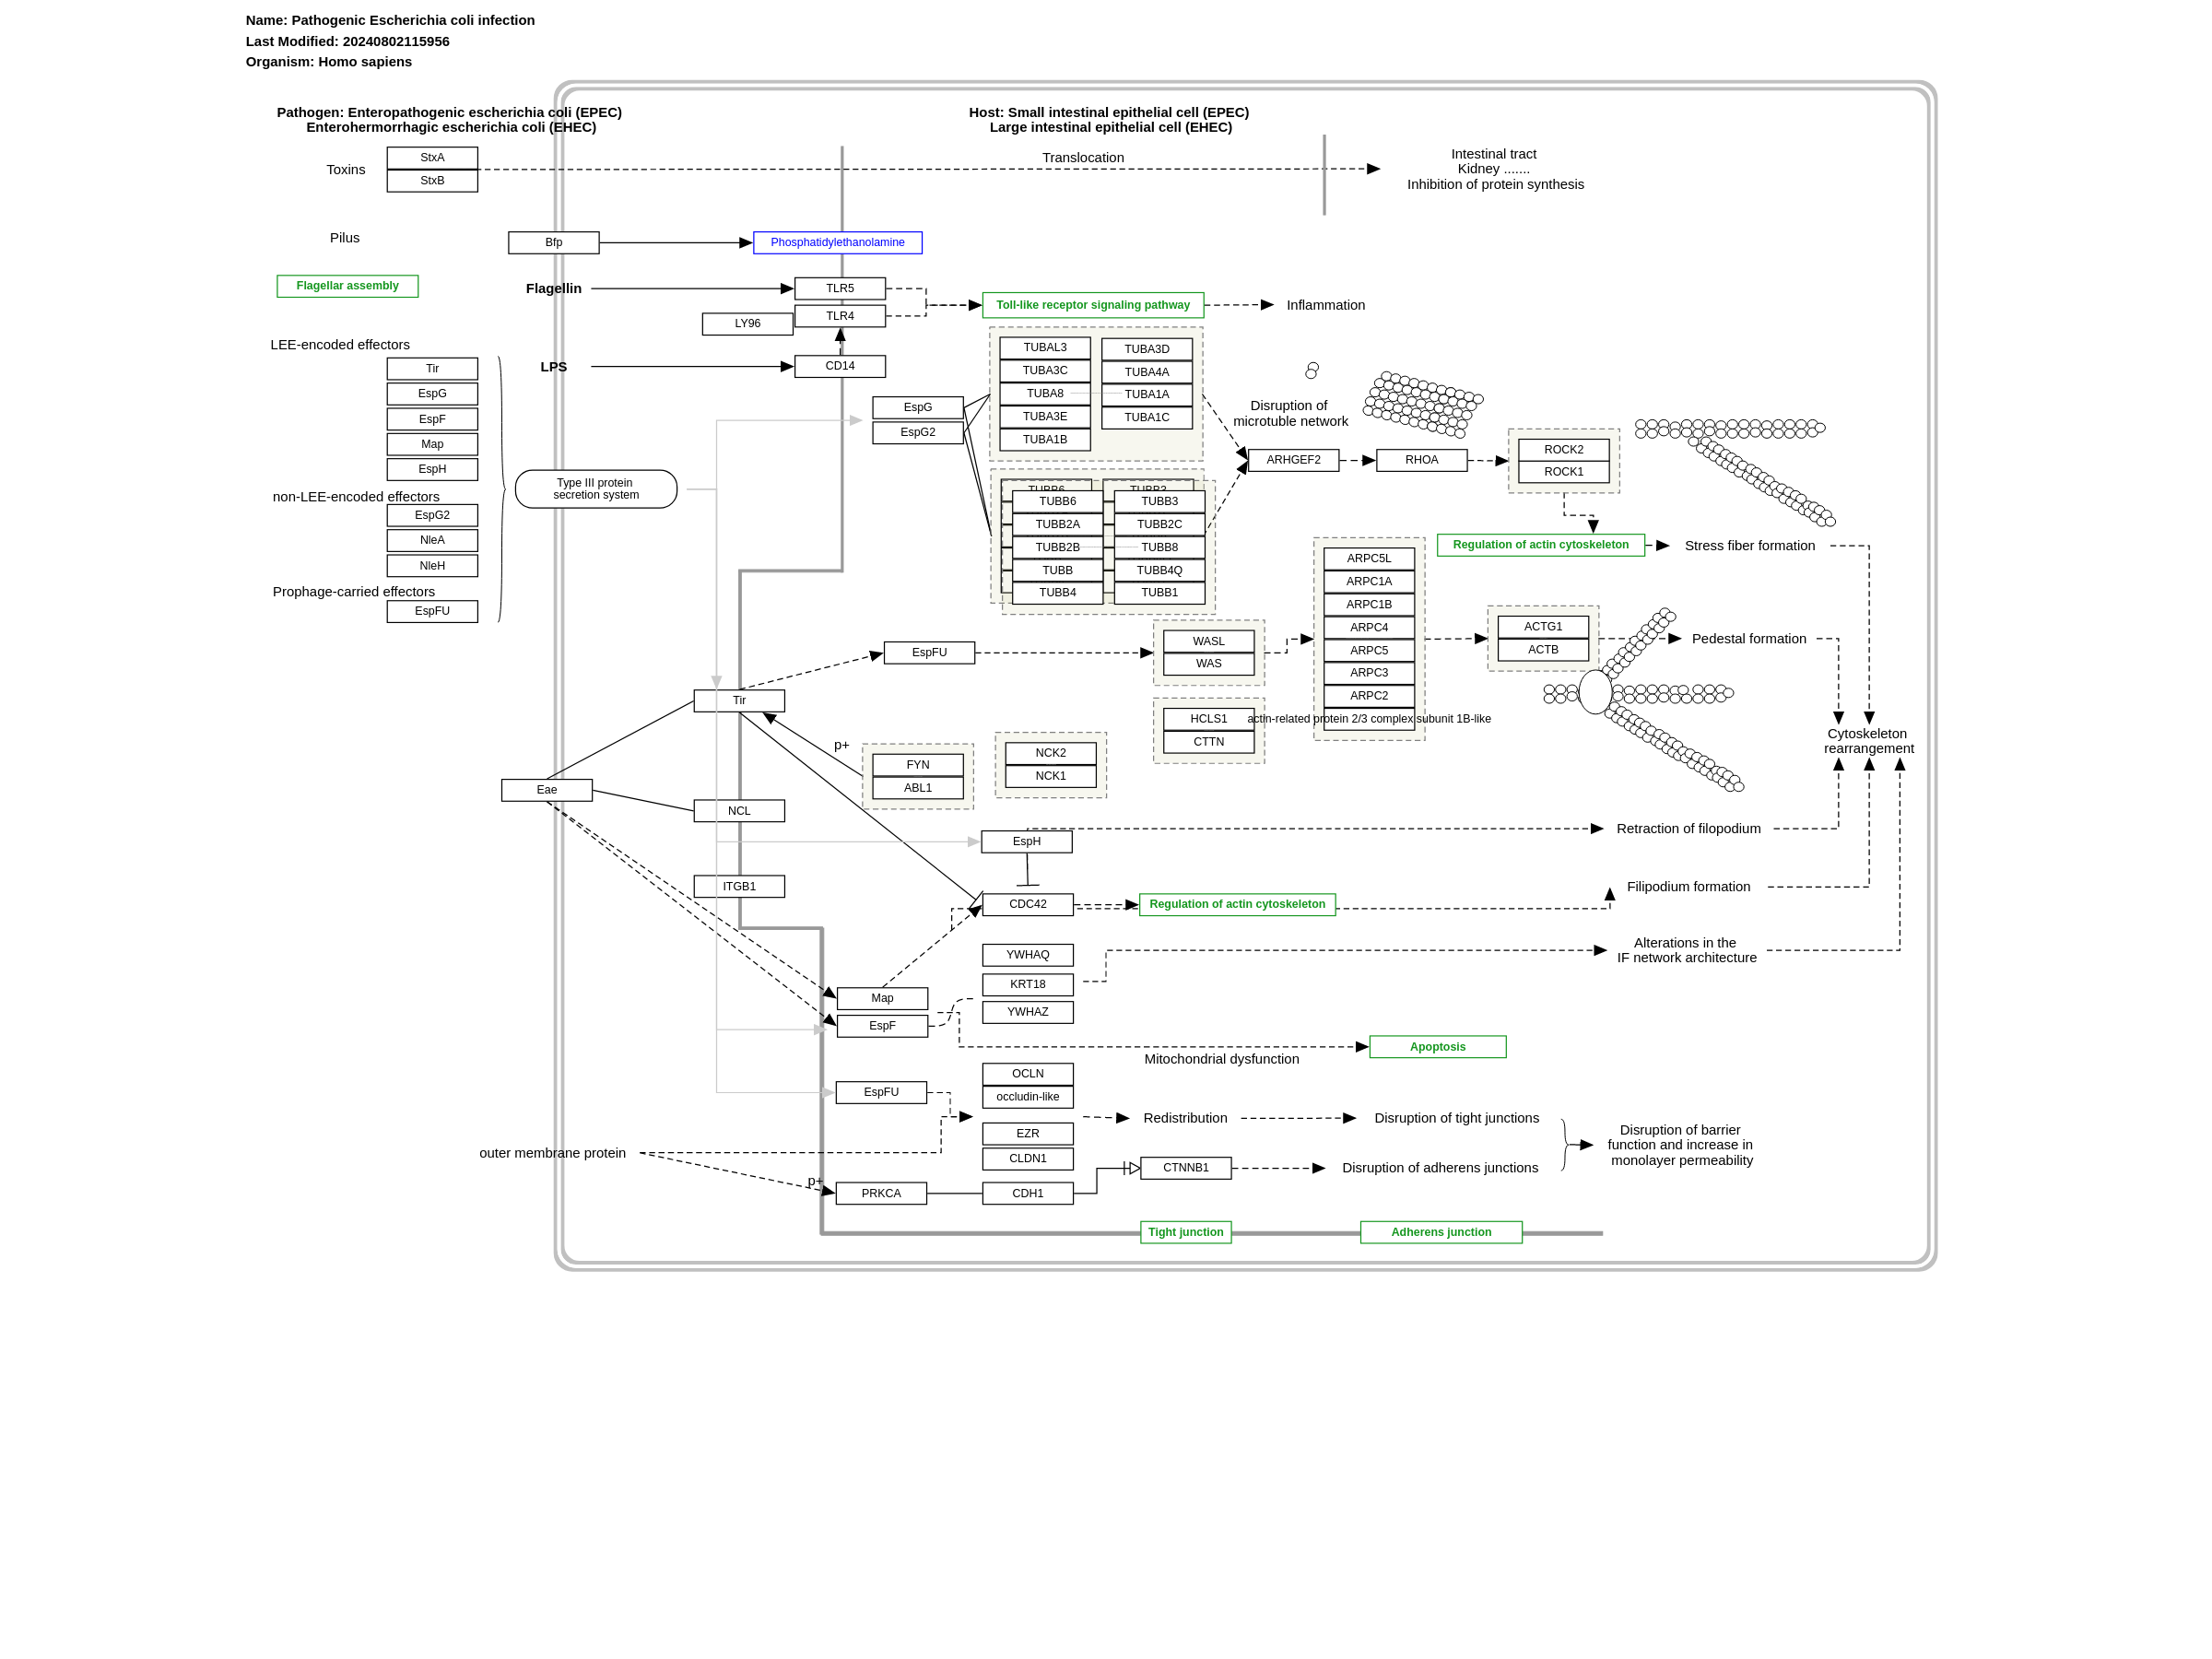 Name: Pathogenic Escherichia coli infection
Last Modified: 20240802115956
Organism: Homo sapiens
Pathogen: Enteropathogenic escherichia coli (EPEC)
Enterohermorrhagic escherichia coli (EHEC)
Host: Small intestinal epithelial cell (EPEC)
Large intestinal epithelial cell (EHEC)
Toxins
StxA
StxB
Translocation
Intestinal tract
Kidney .......
Inhibition of protein synthesis
Pilus
Bfp
Phosphatidylethanolamine
Flagellar assembly
Flagellin
TLR5
TLR4
LY96
Toll-like receptor signaling pathway
Inflammation
LEE-encoded effectors
Tir
EspG
EspF
Map
EspH
LPS
CD14
non-LEE-encoded effectors
EspG2
NleA
NleH
Prophage-carried effectors
EspFU
Type III protein
secretion system
EspG
EspG2
TUBAL3
TUBA3C
TUBA8
TUBA3E
TUBA1B
TUBA3D
TUBA4A
TUBA1A
TUBA1C
Disruption of
microtuble network
ARHGEF2
RHOA
ROCK2
ROCK1
TUBB6
TUBB3
TUBB6
TUBB2A
TUBB2B
TUBB
TUBB4
TUBB3
TUBB2C
TUBB8
TUBB4Q
TUBB1
Regulation of actin cytoskeleton
Stress fiber formation
ARPC5L
ARPC1A
ARPC1B
ARPC4
ARPC5
ARPC3
ARPC2
actin-related protein 2/3 complex subunit 1B-like
EspFU
WASL
WAS
ACTG1
ACTB
Pedestal formation
Tir
HCLS1
CTTN
Cytoskeleton
rearrangement
p+
FYN
ABL1
NCK2
NCK1
Eae
NCL
EspH
Retraction of filopodium
ITGB1
CDC42
Regulation of actin cytoskeleton
Filipodium formation
YWHAQ
KRT18
YWHAZ
Alterations in the
IF network architecture
Map
EspF
Apoptosis
Mitochondrial dysfunction
OCLN
occludin-like
EspFU
EZR
CLDN1
Redistribution
Disruption of tight junctions
Disruption of barrier
function and increase in
monolayer permeability
outer membrane protein
p+
PRKCA
CDH1
CTNNB1
Disruption of adherens junctions
Tight junction
Adherens junction